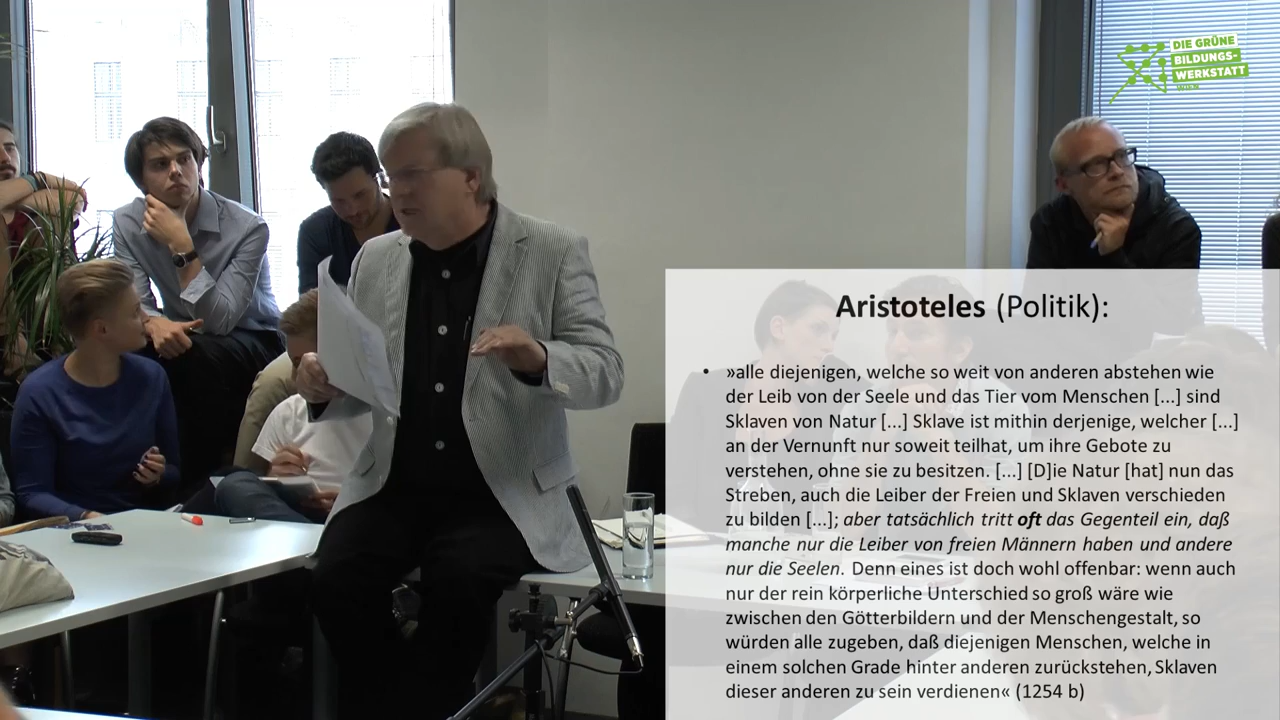 DIE GRÜNE
BILDUNGS-
WERKSTATT
Aristoteles (Politik):
• »alle diejenigen, welche so weit von anderen abstehen wie
der Leib von der Seele und das Tier vom Menschen [...] sind
Sklaven von Natur [...] Sklave ist mithin derjenige, welcher [...]
an der Vernunft nur soweit teilhat, um ihre Gebote zu
verstehen, ohne sie zu besitzen. [...] [D]ie Natur [hat] nun das
Streben, auch die Leiber der Freien und Sklaven verschieden
zu bilden [...]; aber tatsächlich tritt oft das Gegenteil ein, daß
manche nur die Leiber von freien Männern haben und andere
nur die Seelen. Denn eines ist doch wohl offenbar: wenn auch
nur der rein körperliche Unterschied so groß wäre wie
zwischen den Götterbildern und der Menschengestalt, so
würden alle zugeben, daß diejenigen Menschen, welche in
einem solchen Grade hinter anderen zurückstehen, Sklaven
dieser anderen zu sein verdienen« (1254 b)